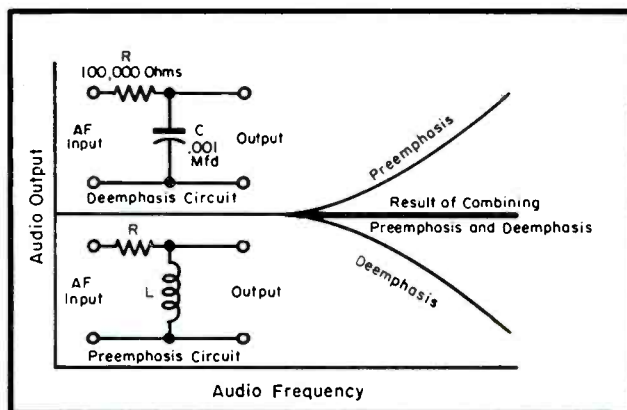 R
100,000 Ohms
AF
Input
C
.001
Mfd
Output
Deemphasis Circuit
Preemphasis
Result of Combining
Preemphasis and Deemphasis
Deemphasis
R
AF
Input
L
Output
Preemphasis Circuit
Audio Output
Audio Frequency